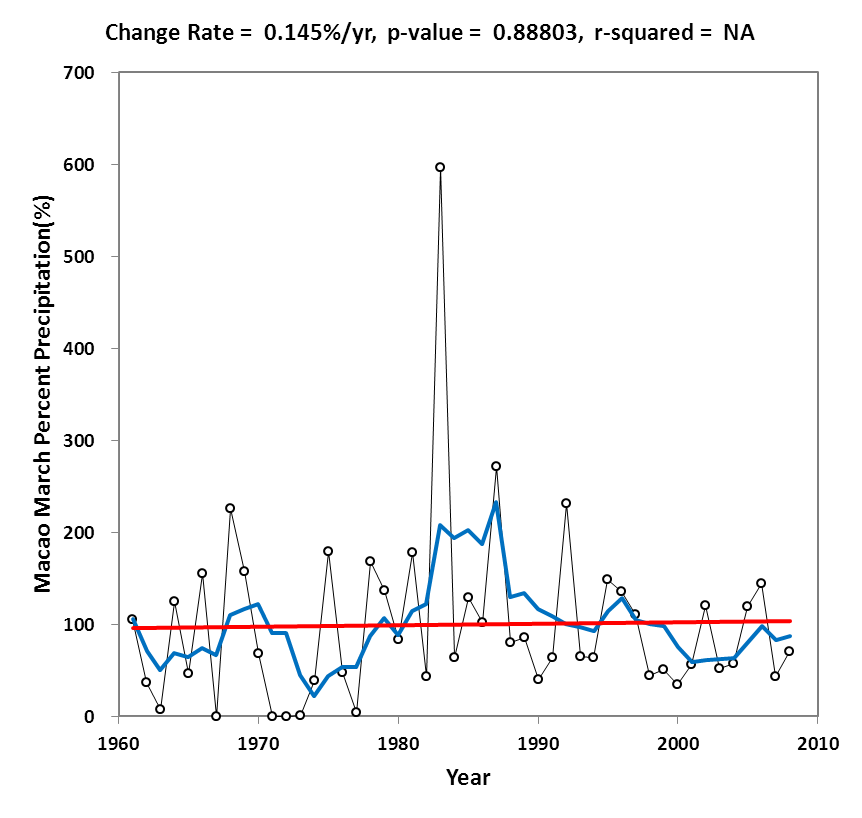 Change Rate = 0.145%/yr, p-value = 0.88803, r-squared = NA
Macao March Percent Precipitation(%)
700
600
500
400
300
200
100
0
1960 1970 1980 1990 2000 2010
Year